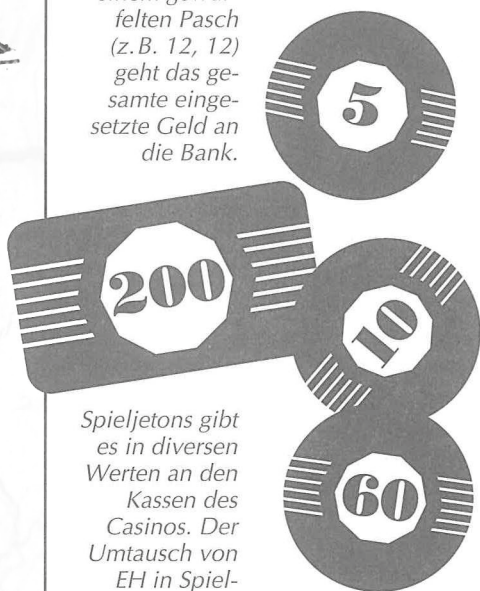 felten Pasch
(z. B. 12, 12)
geht das ge-
samte einge-
setzte Geld an
die Bank.
5
200
10
60
Spieljetons gibt
es in diversen
Werten an den
Kassen des
Casinos. Der
Umtausch von
EH in Spiel-